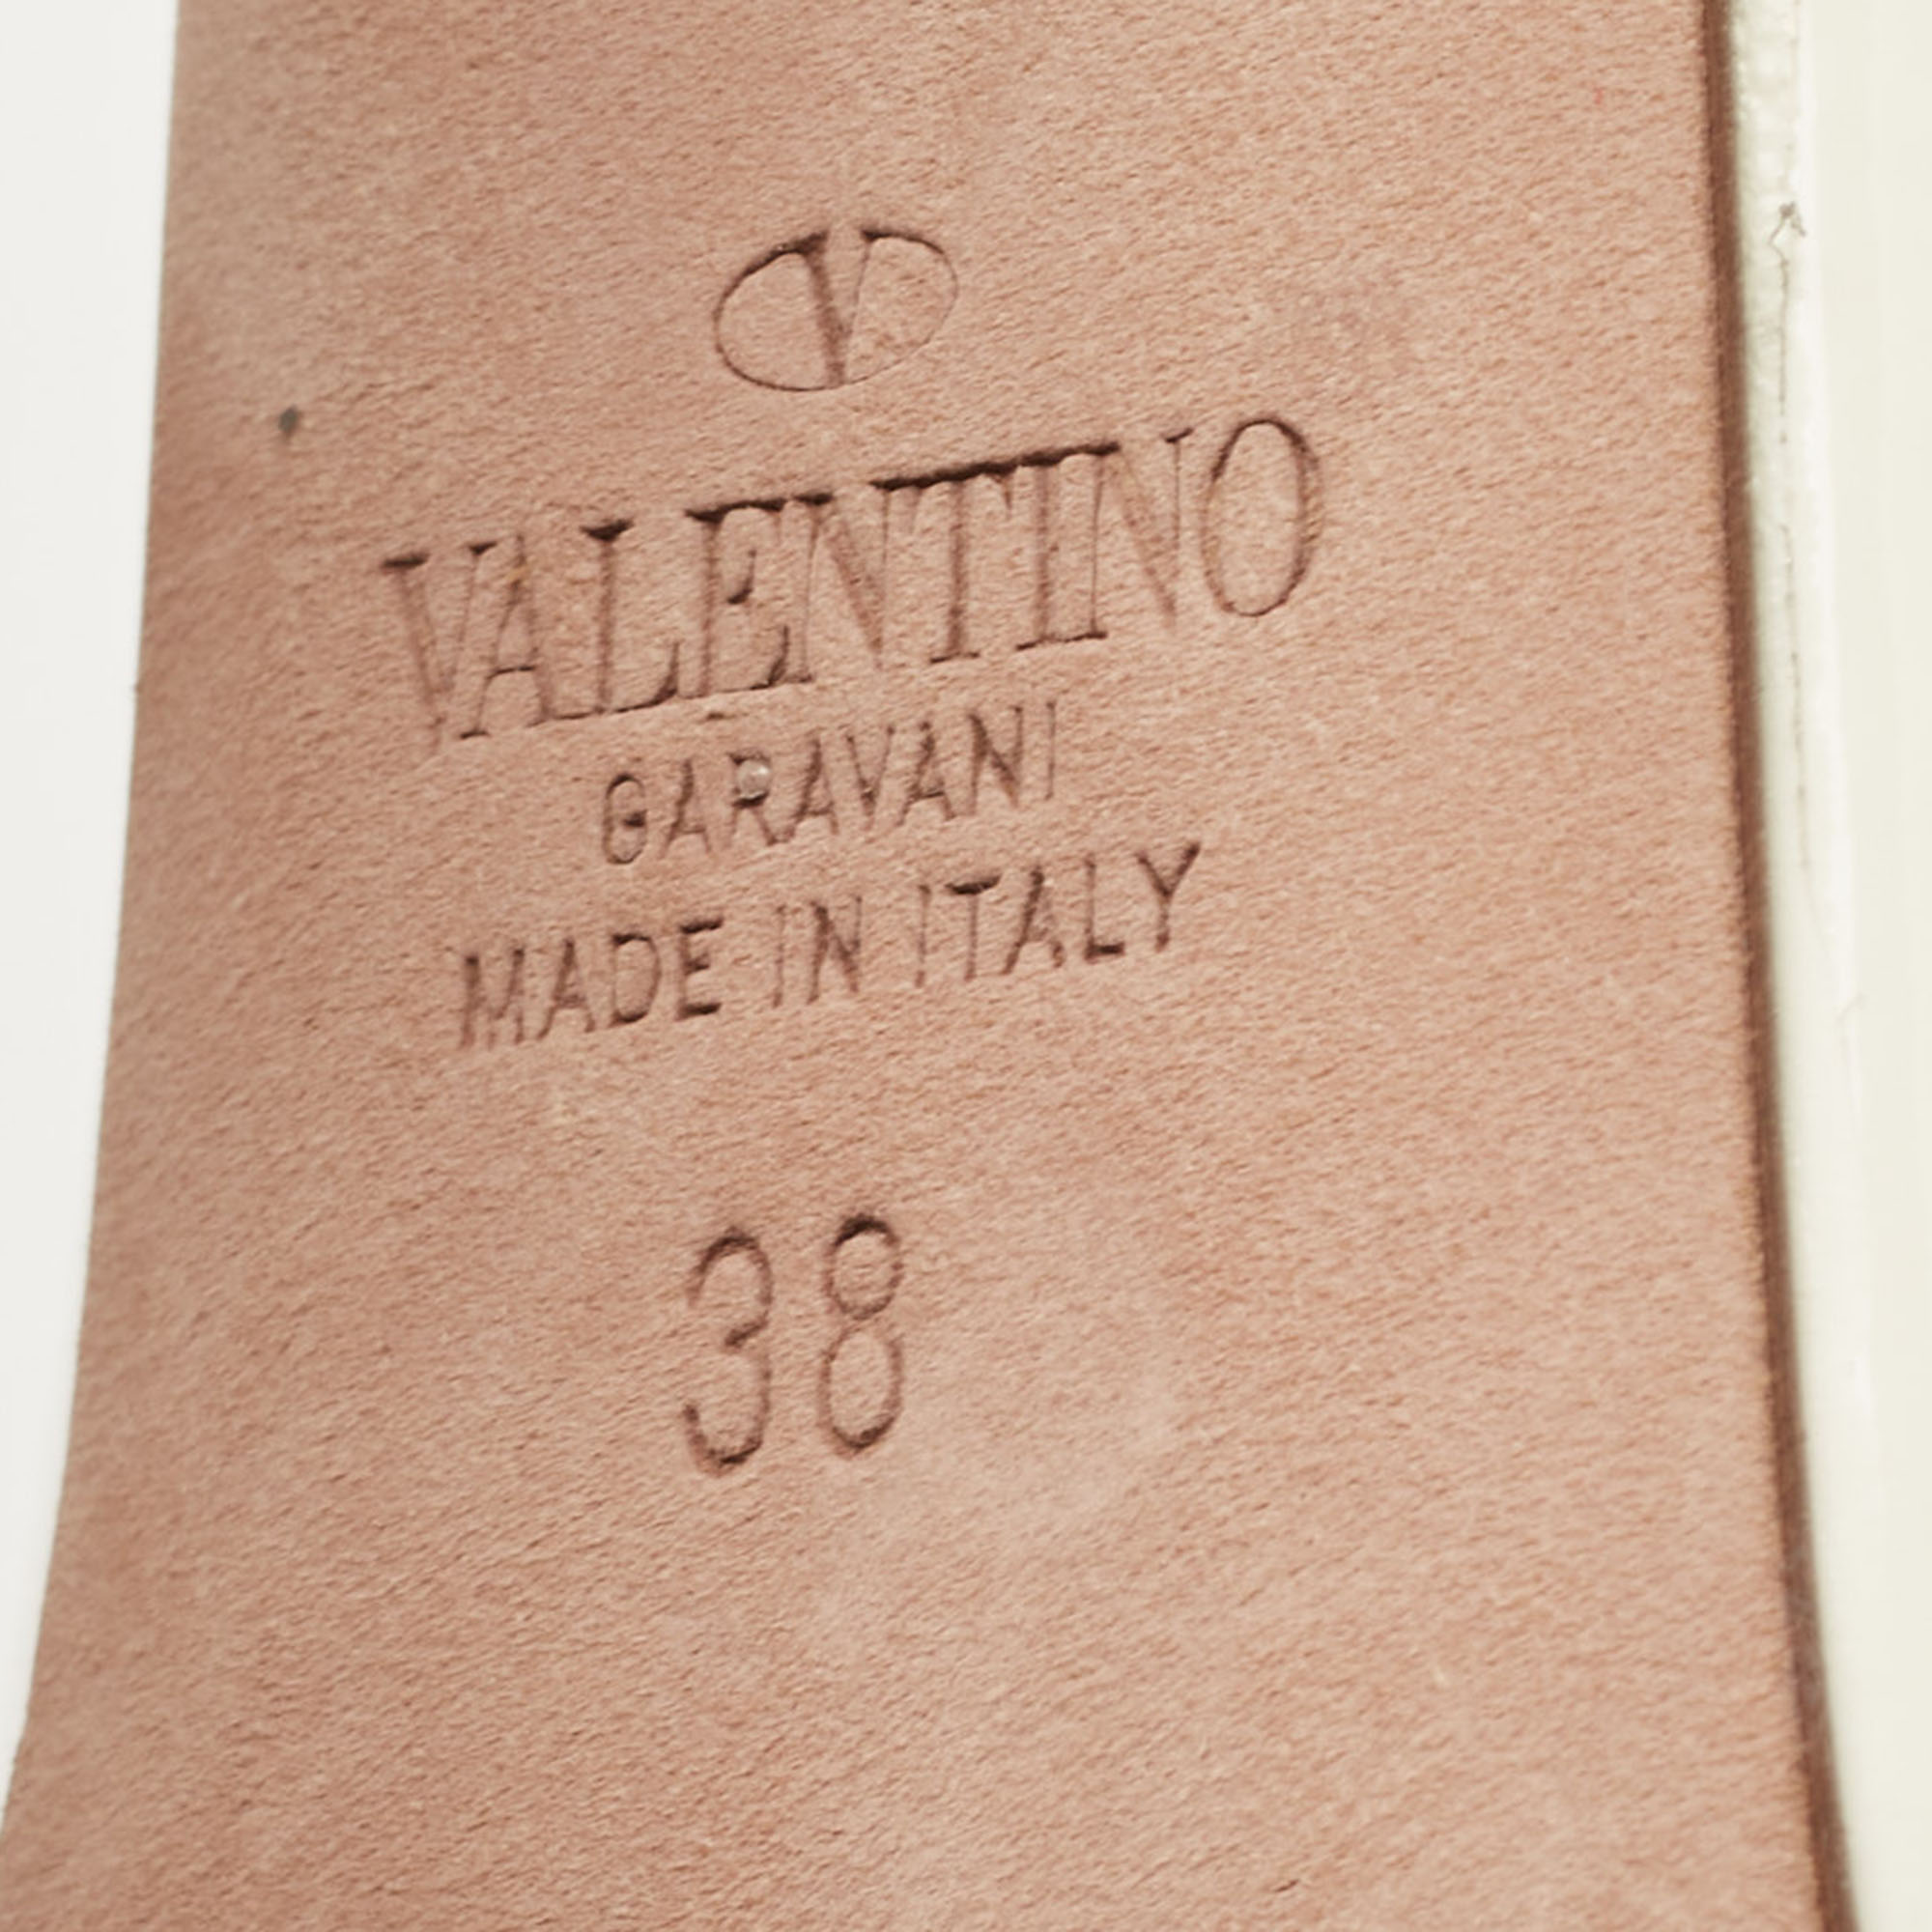 V
VALENTINO
GARAVANI
MADE IN ITALY
38